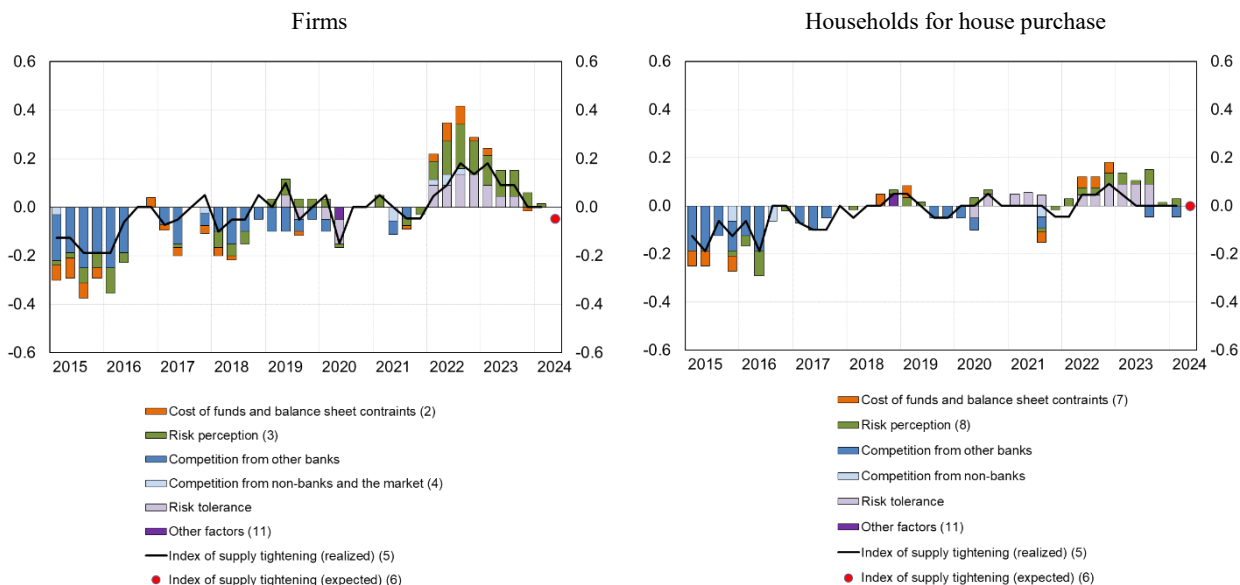 Firms
0.6
0.4
0.2
0.0
-0.2
-0.4
-0.6
0.6
0.4
0.2
0.0
-0.2
-0.4
-0.6
2015 2016 2017 2018 2019 2020 2021 2022 2023 2024
Cost of funds and balance sheet contraints (2)
Risk perception (3)
Competition from other banks
Competition from non-banks and the market (4)
Risk tolerance
Other factors (11)
Index of supply tightening (realized) (5)
Index of supply tightening (expected) (6)
Households for house purchase
0.6
0.4
0.2
0.0
-0.2
-0.4
-0.6
0.6
0.4
0.2
0.0
-0.2
-0.4
-0.6
2015 2016 2017 2018 2019 2020 2021 2022 2023 2024
Cost of funds and balance sheet contraints (7)
Risk perception (8)
Competition from other banks
Competition from non-banks
Risk tolerance
Other factors (11)
Index of supply tightening (realized) (5)
Index of supply tightening (expected) (6)